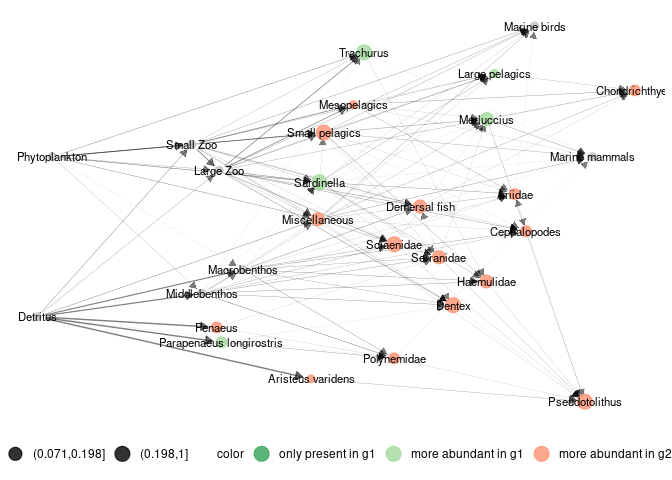 Marine birds
Trachurus
Large pelagics
Chondrichthye
Mesopelagics
Merluccius
Small pelagics
Small Zoo
Phytoplankton
Marine mammals
Large Zoo
Sardinella
Ariidae
Demersal fish
Miscellaneous
Cephalopodes
Sciaenidae
Serranidae
Macrobenthos
Haemulidae
Middlebenthos
Dentex
Detritus
Penaeus
Parapenaeus longirostris
Polynemidae
Aristeus varidens
Pseudotolithus
(0.071,0.198] (0.198,1] color only present in g1 more abundant in g1 more abundant in g2